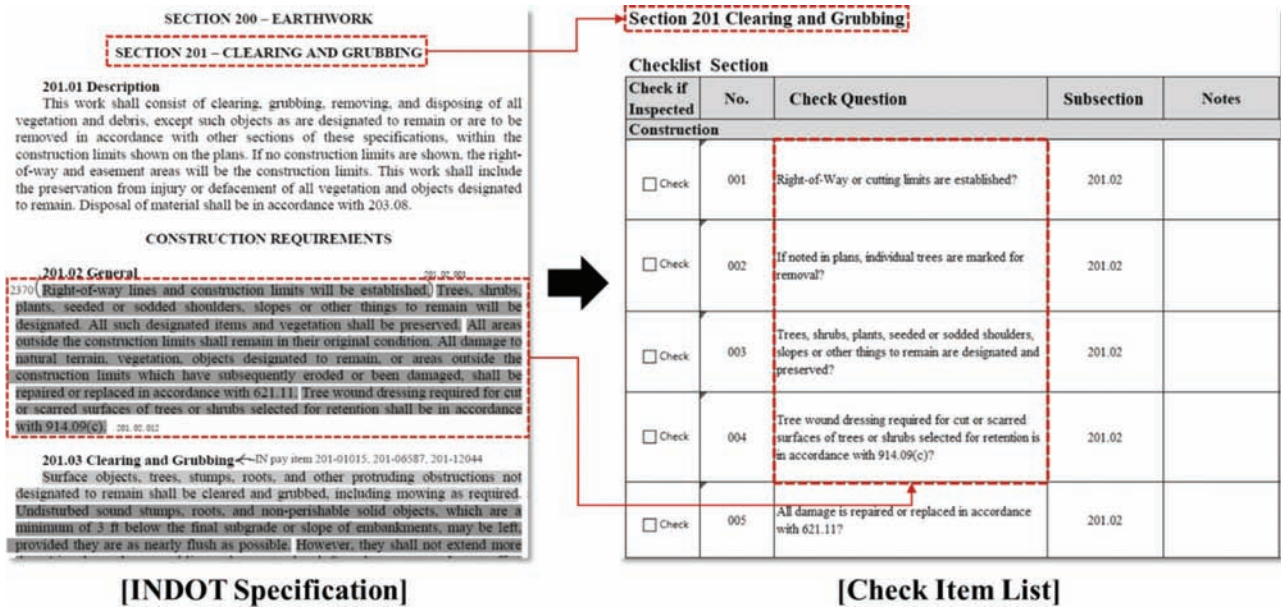 SECTION 200 – EARTHWORK
SECTION 201 – CLEARING AND GRUBBING
201.01 Description
This work shall consist of clearing, grubbing, removing, and disposing of all
vegetation and debris, except such objects as are designated to remain or are to be
removed in accordance with other sections of these specifications, within the
construction limits shown on the plans. If no construction limits are shown, the right-
of-way and easement areas will be the construction limits. This work shall include
the preservation from injury or defacement of all vegetation and objects designated
to remain. Disposal of material shall be in accordance with 203.08.
CONSTRUCTION REQUIREMENTS
201.02 General
201.02.001
2370 (Right-of-way lines and construction limits will be established.) Trees, shrubs,
plants, seeded or sodded shoulders, slopes or other things to remain will be
designated. All such designated items and vegetation shall be preserved. All areas
outside the construction limits shall remain in their original condition. All damage to
natural terrain, vegetation, objects designated to remain, or areas outside the
construction limits which have subsequently eroded or been damaged, shall be
repaired or replaced in accordance with 621.11. Tree wound dressing required for cut
or scarred surfaces of trees or shrubs selected for retention shall be in accordance
with 914.09(c). 201.02.012
201.03 Clearing and Grubbing IN pay item 201-01015, 201-06587, 201-12044
Surface objects, trees, stumps, roots, and other protruding obstructions not
designated to remain shall be cleared and grubbed, including mowing as required.
Undisturbed sound stumps, roots, and non-perishable solid objects, which are a
minimum of 3 ft below the final subgrade or slope of embankments, may be left,
provided they are as nearly flush as possible. However, they shall not extend more
[INDOT Specification]
Section 201 Clearing and Grubbing
Checklist Section
Check if Inspected No. Check Question Subsection Notes
Construction
Check 001 Right-of-Way or cutting limits are established? 201.02
If noted in plans, individual trees are marked for
Check 002 removal? 201.02
Trees, shrubs, plants, seeded or sodded shoulders,
Check 003 slopes or other things to remain are designated and 201.02
preserved?
Tree wound dressing required for cut or scarred
Check 004 surfaces of trees or shrubs selected for retention is 201.02
in accordance with 914.09(c)?
All damage is repaired or replaced in accordance
Check 005 with 621.11? 201.02
[Check Item List]